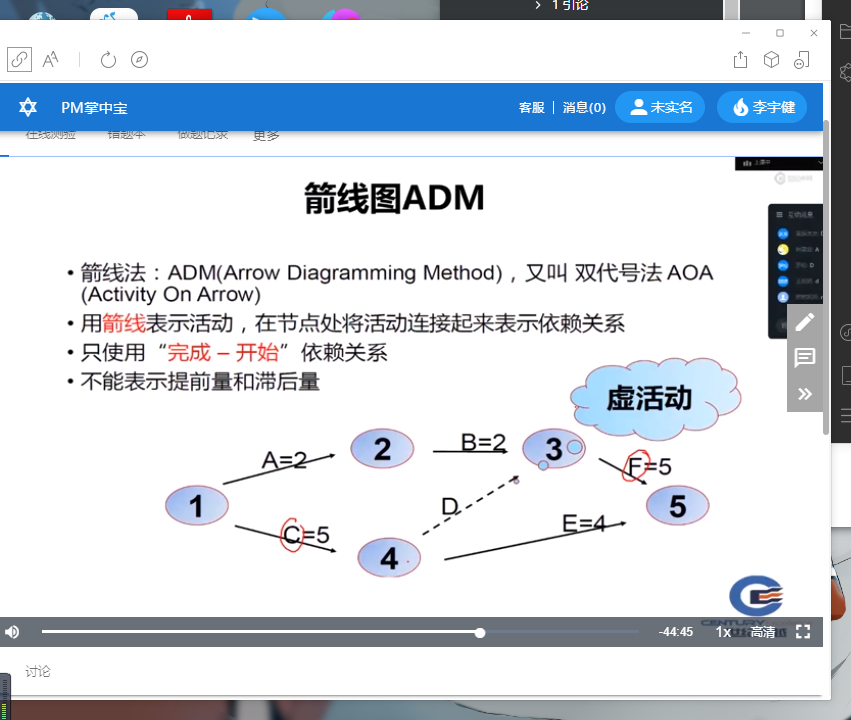 1 引论
PM掌中宝
客服
消息(0)
未实名
李宇健
在线测验
错题本
做题记录
更多
箭线图ADM
• 箭线法：ADM(Arrow Diagramming Method)，又叫 双代号法 AOA
(Activity On Arrow)
• 用箭线表示活动，在节点处将活动连接起来表示依赖关系
• 只使用“完成 – 开始”依赖关系
• 不能表示提前量和滞后量
虚活动
A=2
2
B=2
3
F=5
1
D
5
C=5
E=4
4
CENTURY
-44:45
1x
高清
讨论